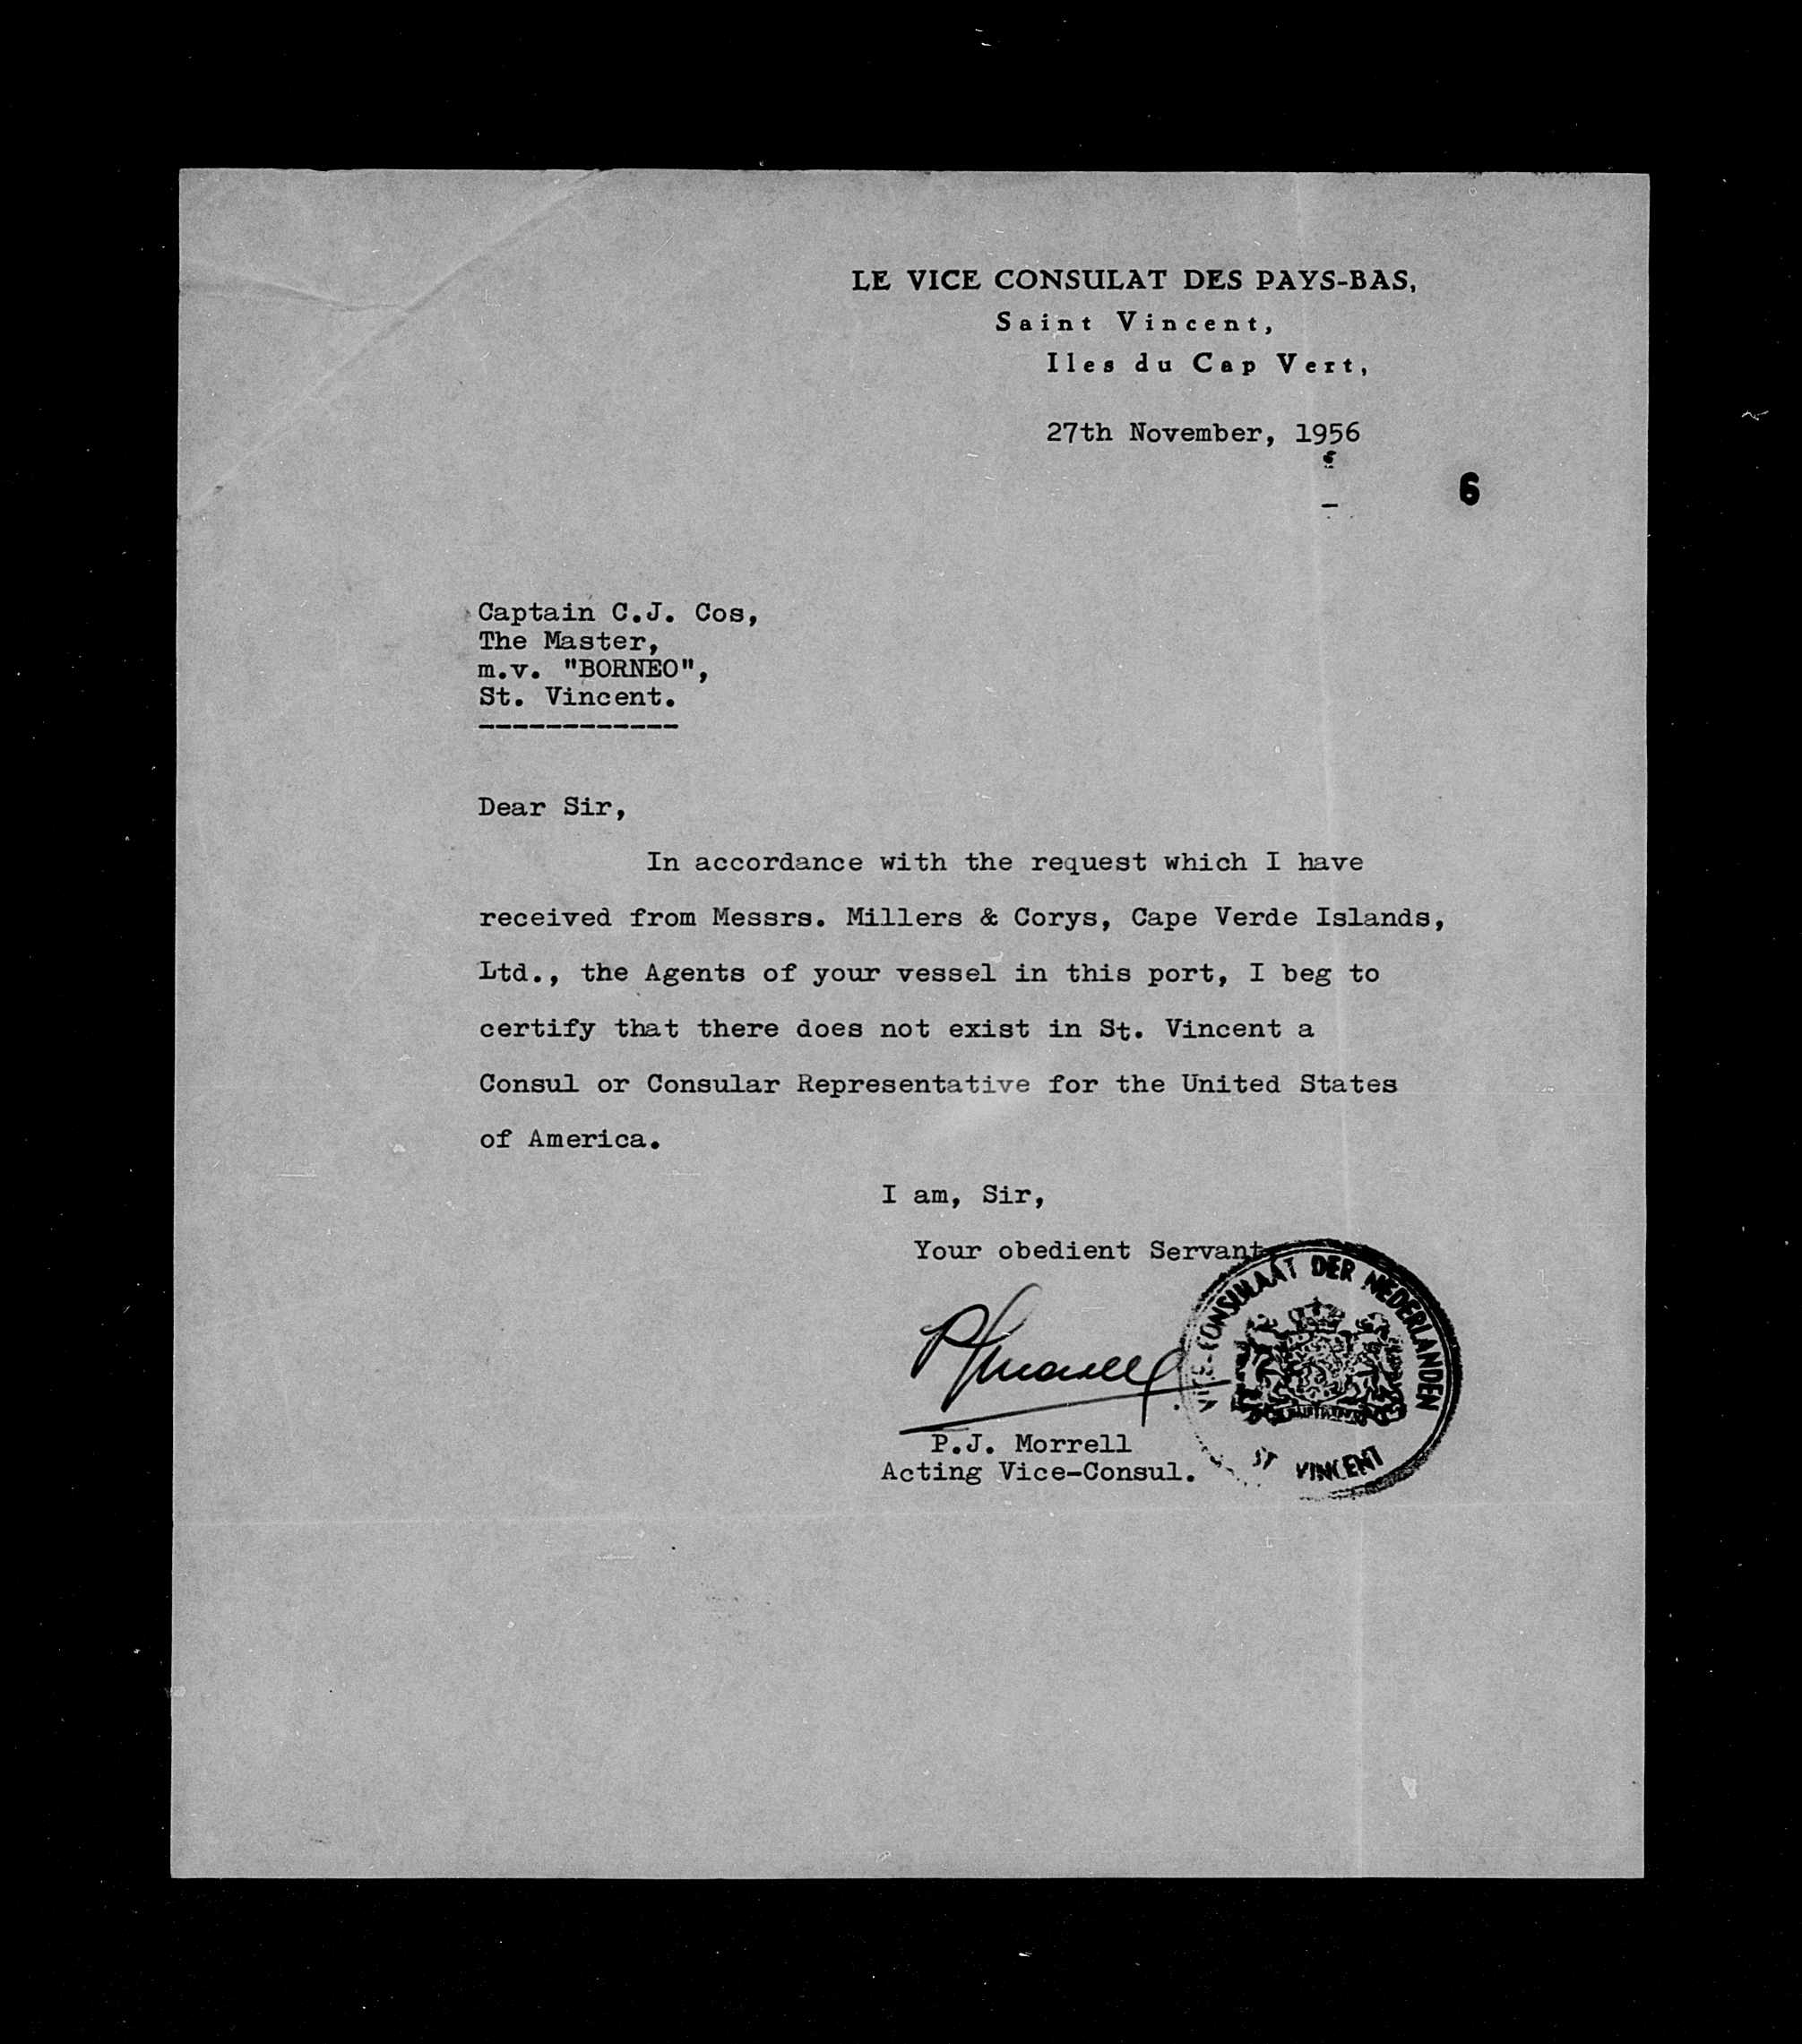 LE VICE CONSULAT DES PAYS-BAS,
Saint Vincent,
Iles du Cap Vert,
27th November, 1956
6
Captain C.J. Cos,
The Master,
m.v. "BORNEO",
St. Vincent.
------------
Dear Sir,
In accordance with the request which I have
received from Messrs. Millers & Corys, Cape Verde Islands,
Ltd., the Agents of your vessel in this port, I beg to
certify that there does not exist in St. Vincent a
Consul or Consular Representative for the United States
of America.
I am, Sir,
Your obedient Servant,
PJMorrell
VICE-CONSULAAT DER NEDERLANDEN
ST VINCENT
P.J. Morrell
Acting Vice-Consul.